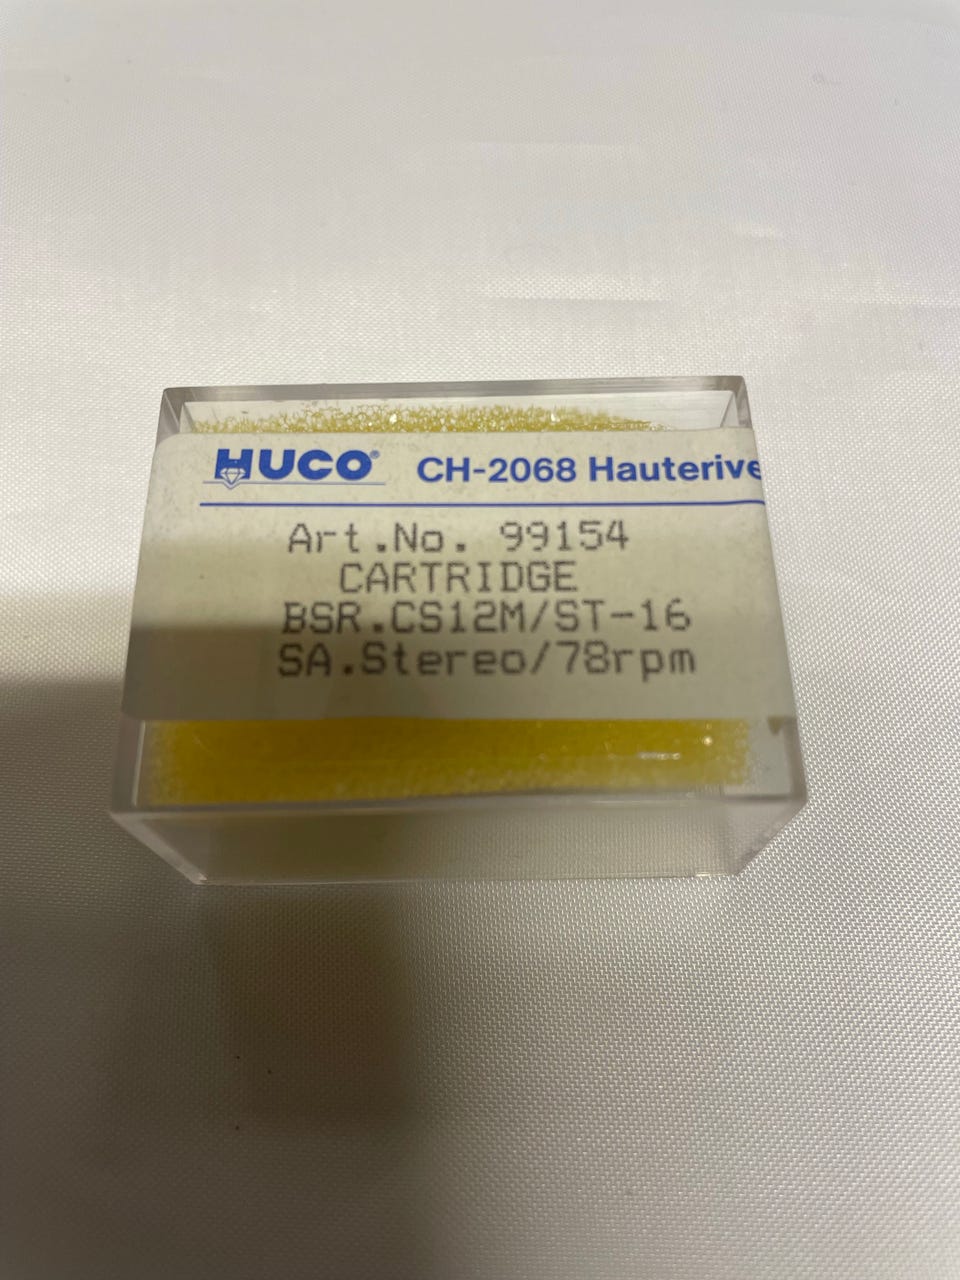 HUCO® CH-2068 Hauterive
Art.No. 99154
CARTRIDGE
BSR.CS12M/ST-16
SA.Stereo/78rpm